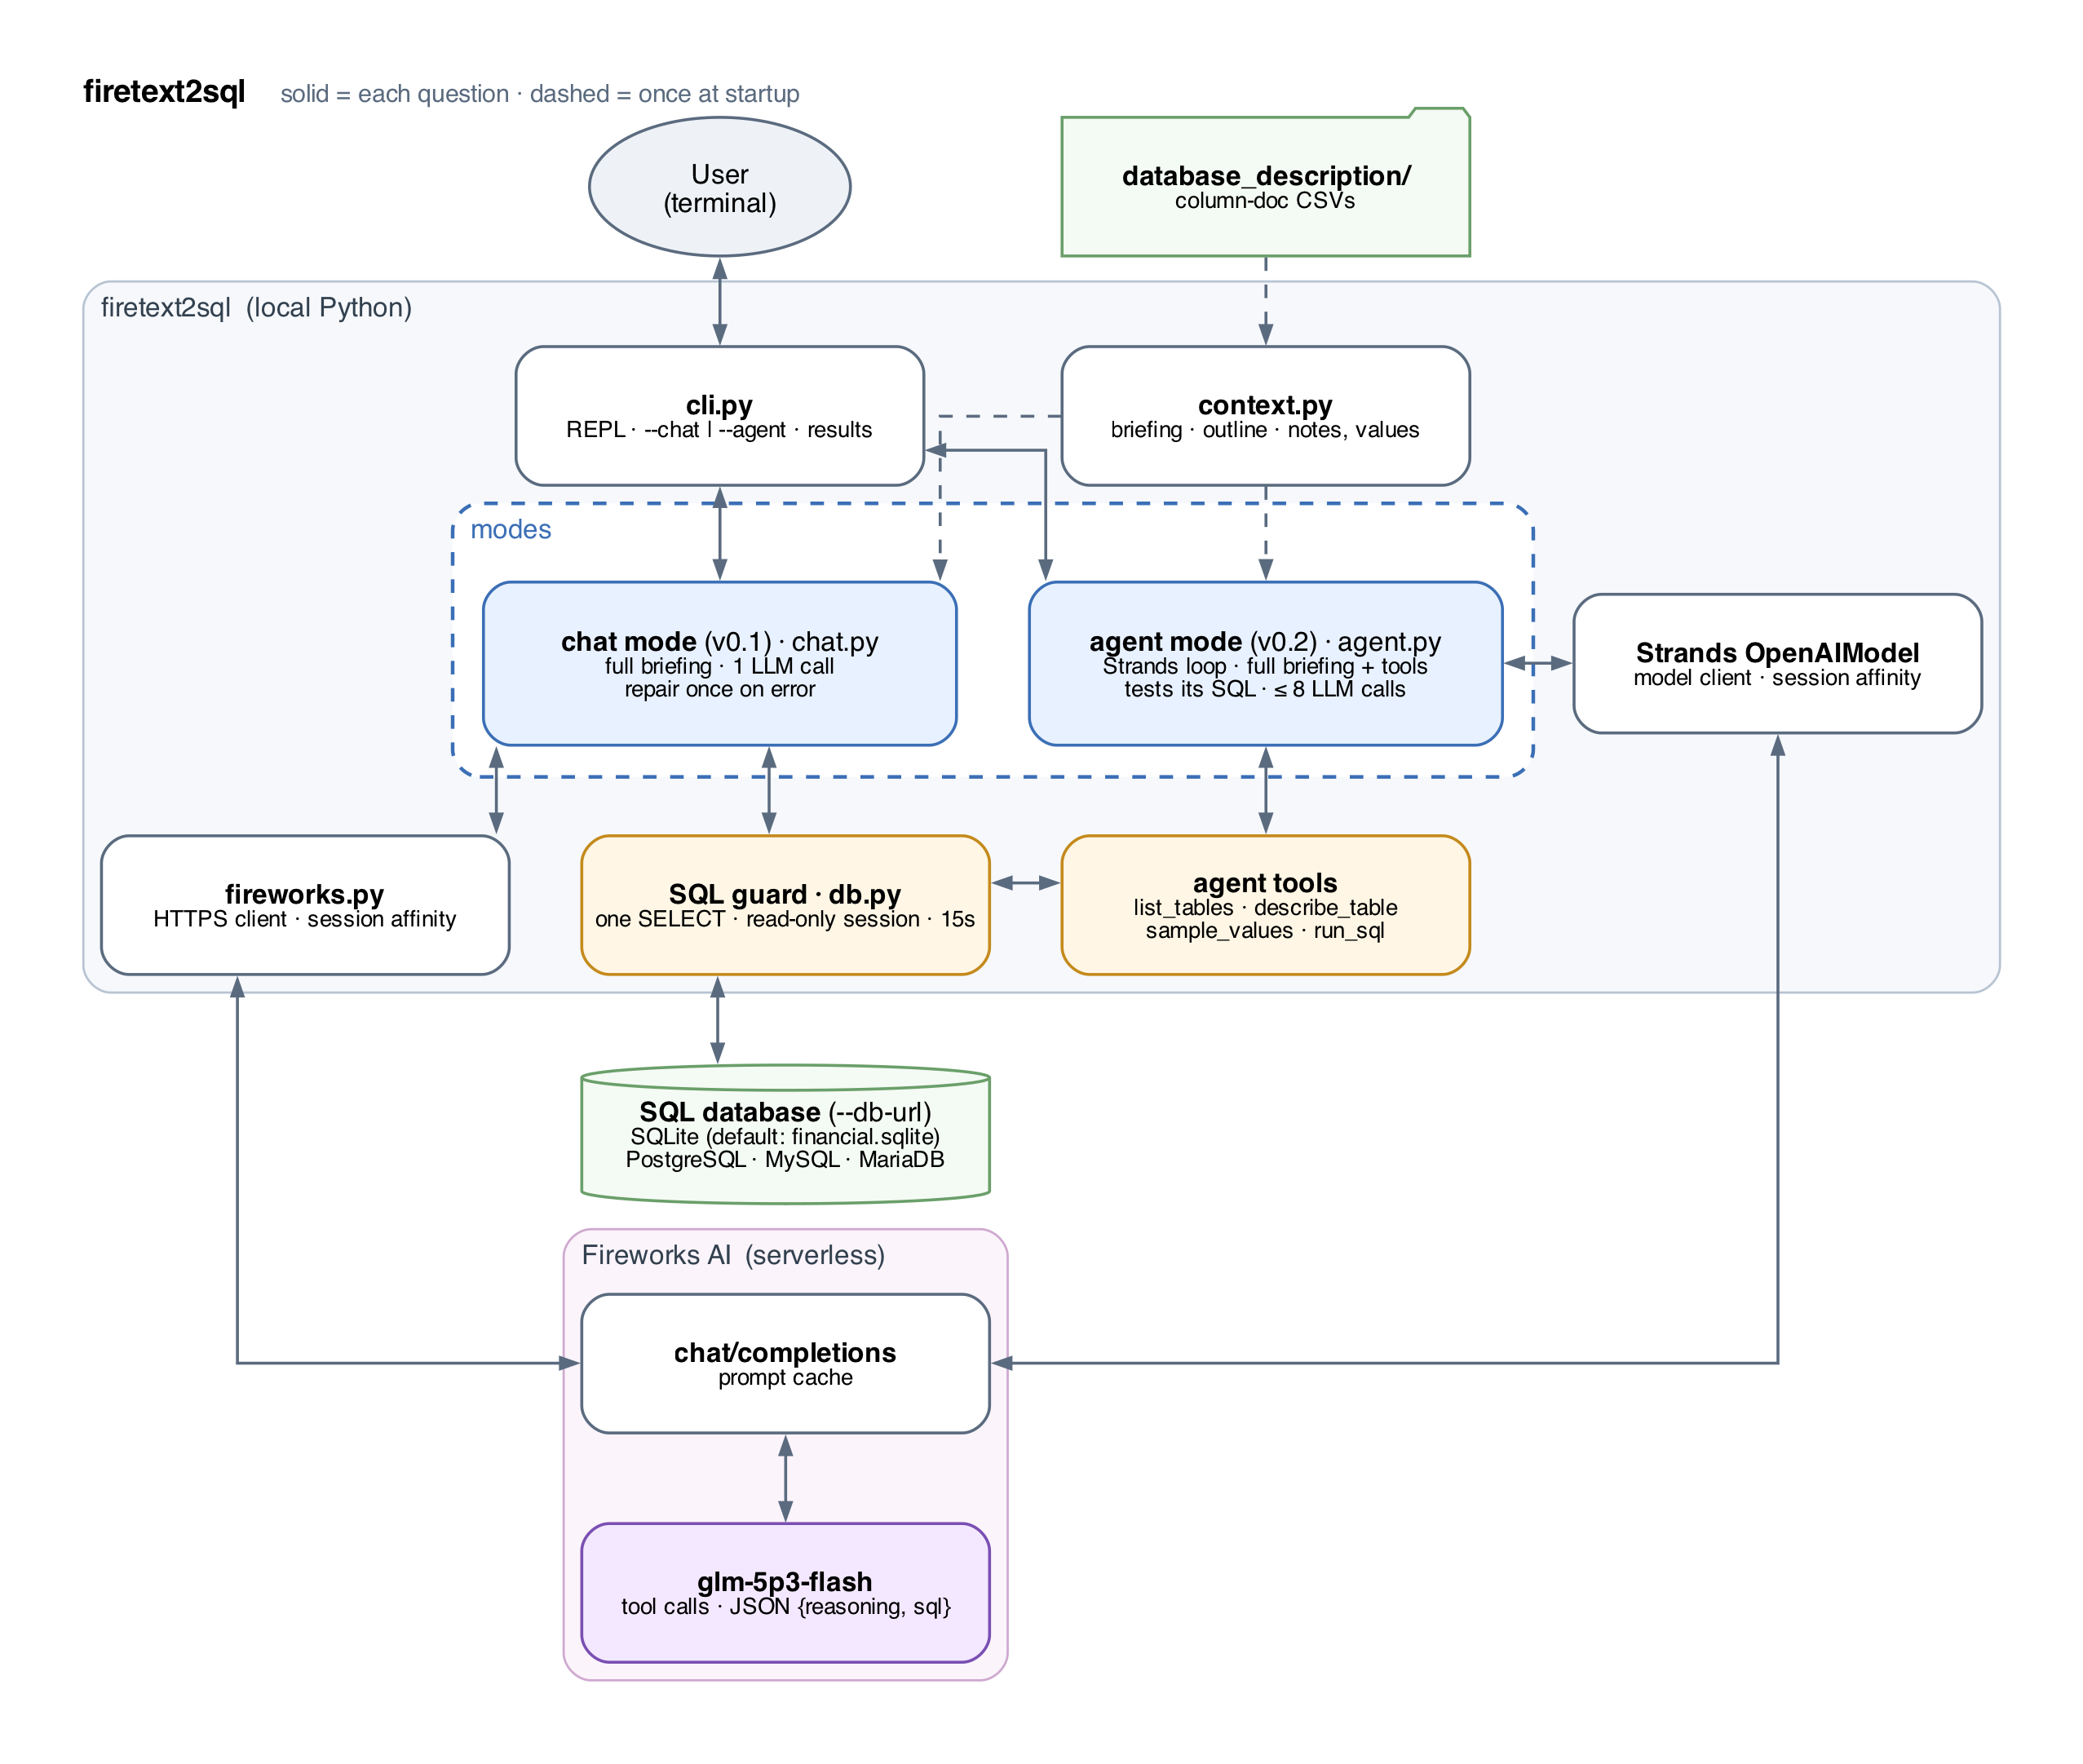 firetext2sql solid = each question · dashed = once at startup
User
(terminal)
database_description/
column-doc CSVs
firetext2sql (local Python)
cli.py
REPL · --chat | --agent · results
context.py
briefing · outline · notes, values
modes
chat mode (v0.1) · chat.py
full briefing · 1 LLM call
repair once on error
agent mode (v0.2) · agent.py
Strands loop · full briefing + tools
tests its SQL · ≤ 8 LLM calls
Strands OpenAIModel
model client · session affinity
fireworks.py
HTTPS client · session affinity
SQL guard · db.py
one SELECT · read-only session · 15s
agent tools
list_tables · describe_table
sample_values · run_sql
SQL database (--db-url)
SQLite (default: financial.sqlite)
PostgreSQL · MySQL · MariaDB
Fireworks AI (serverless)
chat/completions
prompt cache
glm-5p3-flash
tool calls · JSON {reasoning, sql}